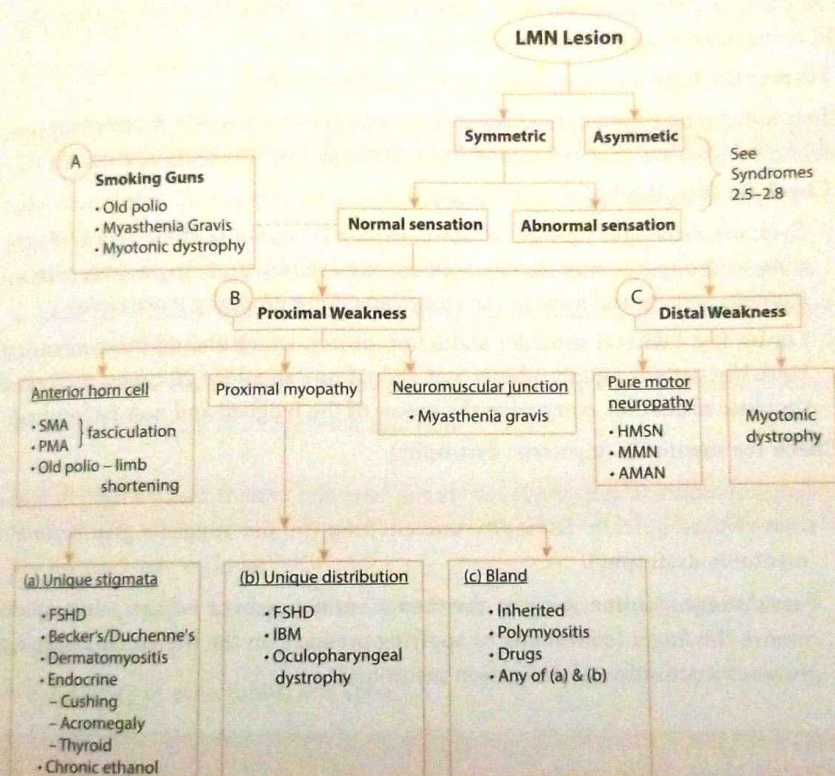 LMN Lesion
Symmetric
Asymmetic
See
Syndromes
2.5–2.8
A
Smoking Guns
• Old polio
• Myasthenia Gravis
• Myotonic dystrophy
Normal sensation
Abnormal sensation
B
Proximal Weakness
C
Distal Weakness
Anterior horn cell
• SMA
• PMA
fasciculation
• Old polio – limb
shortening
Proximal myopathy
Neuromuscular junction
• Myasthenia gravis
Pure motor
neuropathy
• HMSN
• MMN
• AMAN
Myotonic
dystrophy
(a) Unique stigmata
• FSHD
• Becker's/Duchenne's
• Dermatomyositis
• Endocrine
– Cushing
– Acromegaly
– Thyroid
• Chronic ethanol
(b) Unique distribution
• FSHD
• IBM
• Oculopharyngeal
dystrophy
(c) Bland
• Inherited
• Polymyositis
• Drugs
• Any of (a) & (b)